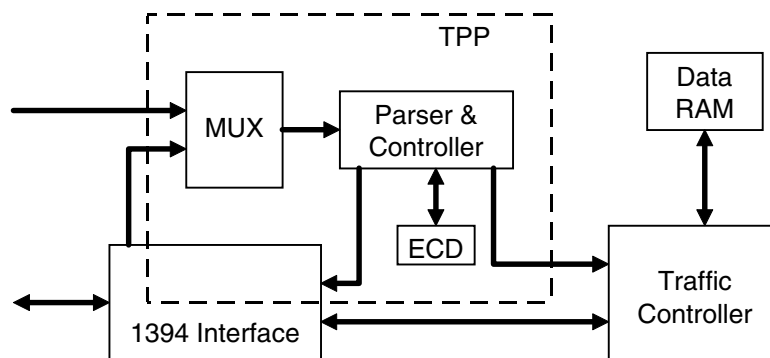 TPP
MUX
Parser &
Controller
Data
RAM
ECD
1394 Interface
Traffic
Controller